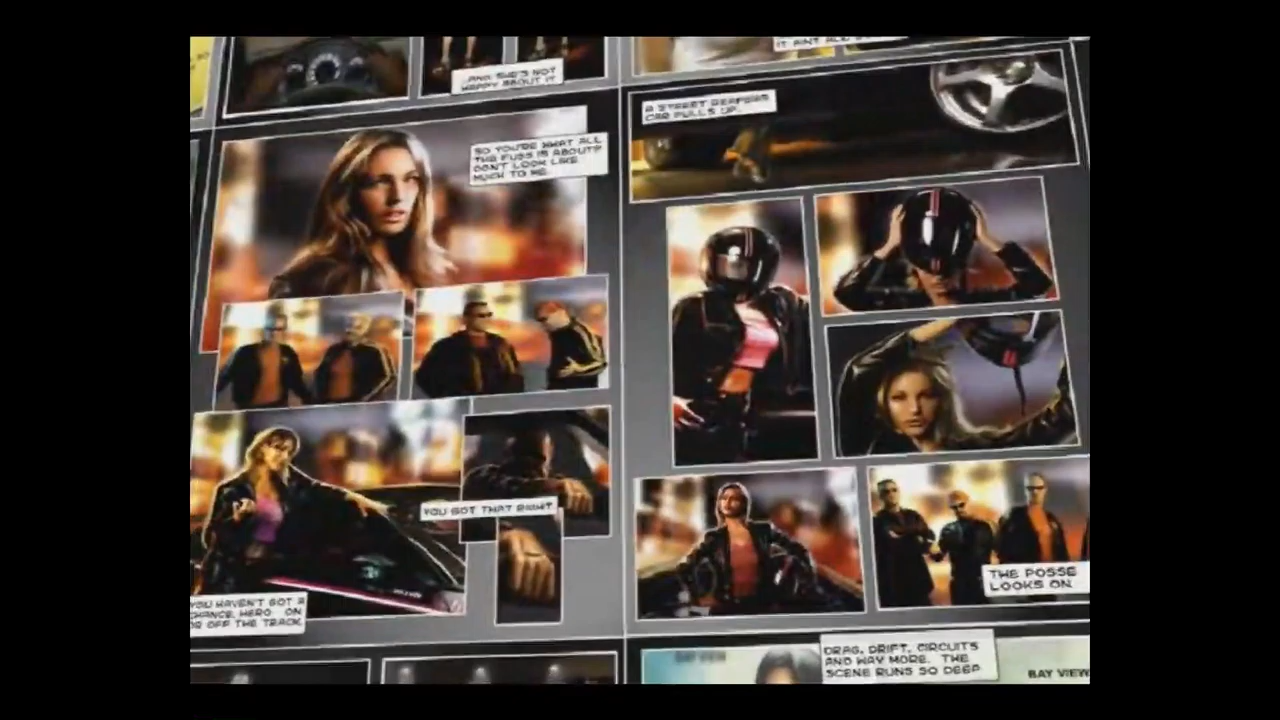 ...AND SHE'S NOT
HAPPY ABOUT IT
IT AINT ALL
A STREET REAPERS
CAR PULLS UP.
SO YOU'RE WHAT ALL
THE FUSS IS ABOUT?
DON'T LOOK LIKE
MUCH TO ME.
YOU GOT THAT RIGHT.
YOU HAVEN'T GOT A
CHANCE, HERO. ON
OR OFF THE TRACK.
THE POSSE
LOOKS ON.
DRAG, DRIFT, CIRCUITS
AND WAY MORE. THE
SCENE RUNS SO DEEP
BAY VIEW